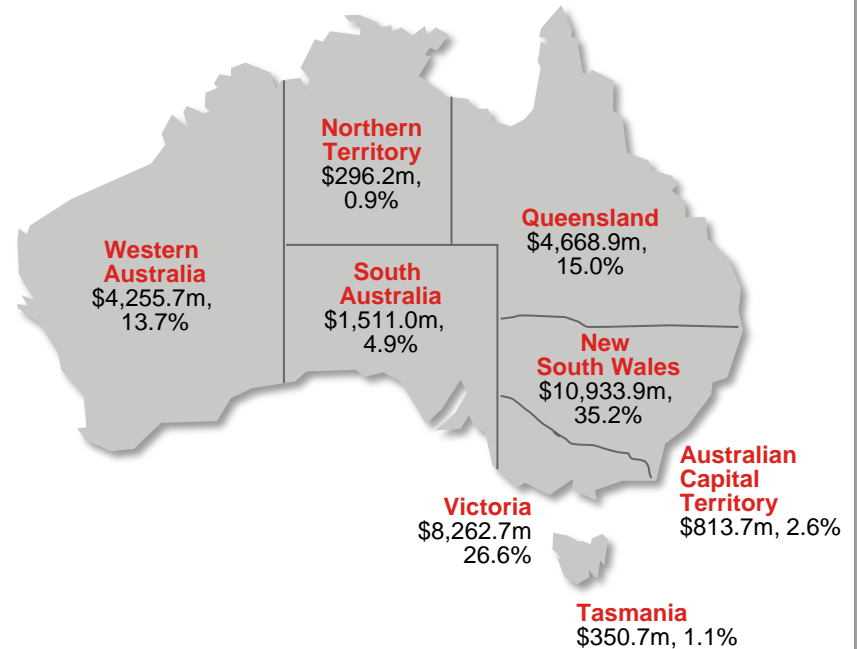 Northern
Territory
$296.2m,
0.9%
Queensland
$4,668.9m,
15.0%
Western
Australia
$4,255.7m,
13.7%
South
Australia
$1,511.0m,
4.9%
New
South Wales
$10,933.9m,
35.2%
Australian
Capital
Territory
$813.7m, 2.6%
Victoria
$8,262.7m
26.6%
Tasmania
$350.7m, 1.1%